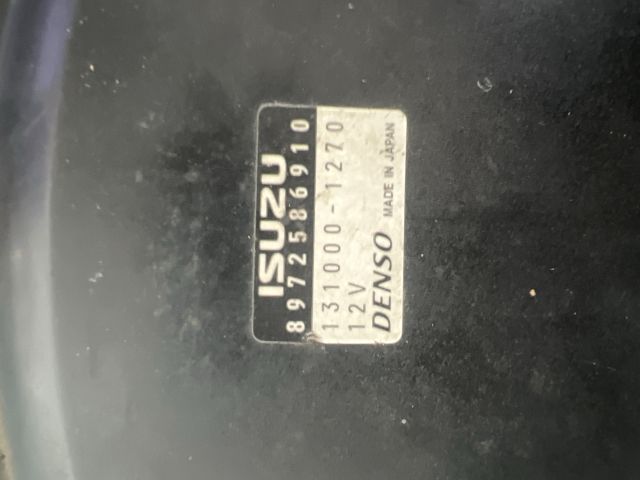 ISUZU
8972586910
131000-1270
12V
DENSO MADE IN JAPAN